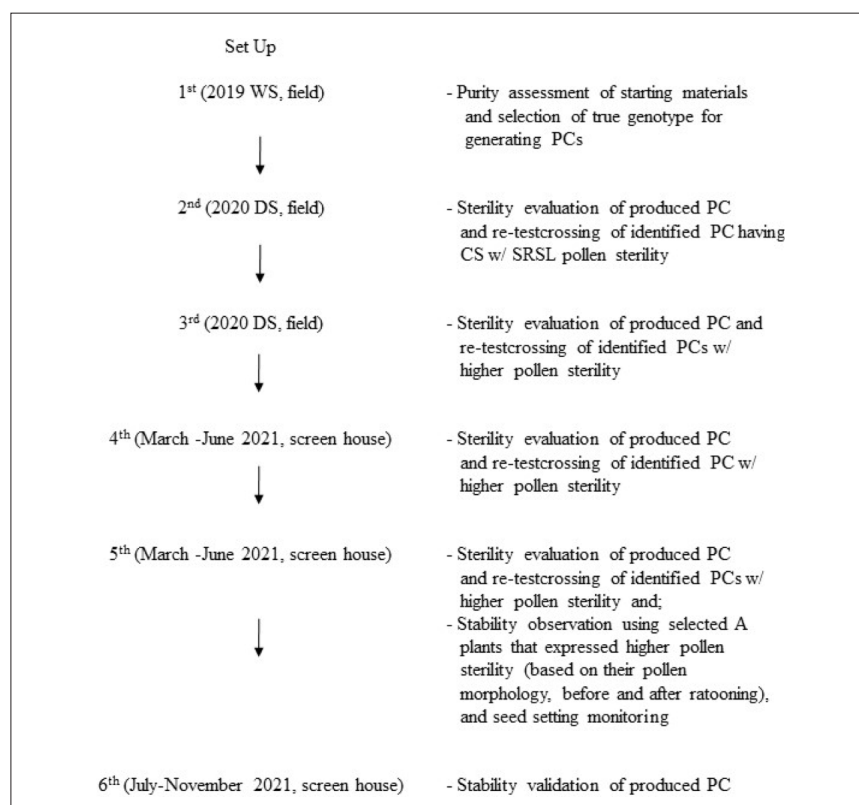 Set Up
1st (2019 WS, field)
- Purity assessment of starting materials
and selection of true genotype for
generating PCs
2nd (2020 DS, field)
- Sterility evaluation of produced PC
and re-testcrossing of identified PC having
CS w/ SRSL pollen sterility
3rd (2020 DS, field)
- Sterility evaluation of produced PC and
re-testcrossing of identified PCs w/
higher pollen sterility
4th (March -June 2021, screen house)
- Sterility evaluation of produced PC
and re-testcrossing of identified PC w/
higher pollen sterility
5th (March -June 2021, screen house)
- Sterility evaluation of produced PC
and re-testcrossing of identified PCs w/
higher pollen sterility and;
- Stability observation using selected A
plants that expressed higher pollen
sterility (based on their pollen
morphology, before and after ratooning),
and seed setting monitoring
6th (July-November 2021, screen house)
- Stability validation of produced PC